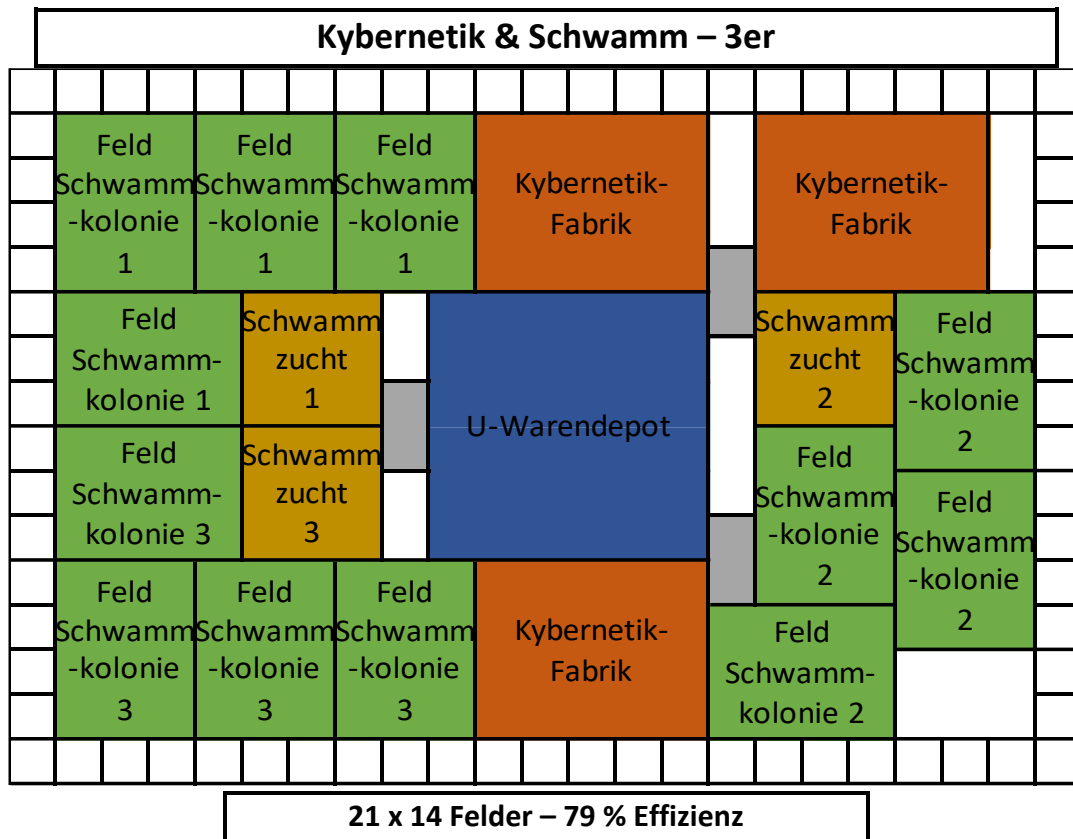 Kybernetik & Schwamm – 3er
Feld
Schwamm
-kolonie
1
Feld
Schwamm
-kolonie
1
Feld
Schwamm
-kolonie
1
Kybernetik-
Fabrik
Kybernetik-
Fabrik
Feld
Schwamm-
kolonie 1
Schwamm
zucht
1
Schwamm
zucht
2
Feld
Schwamm
-kolonie
2
U-Warendepot
Feld
Schwamm-
kolonie 3
Schwamm
zucht
3
Feld
Schwamm
-kolonie
2
Feld
Schwamm
-kolonie
2
Feld
Schwamm
-kolonie
3
Feld
Schwamm
-kolonie
3
Feld
Schwamm
-kolonie
3
Kybernetik-
Fabrik
Feld
Schwamm-
kolonie 2
21 x 14 Felder – 79 % Effizienz